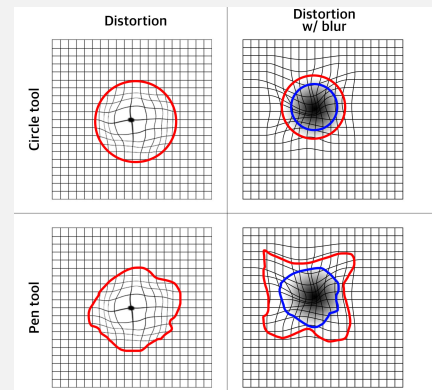 Distortion
Distortion
w/ blur
Circle tool
Pen tool